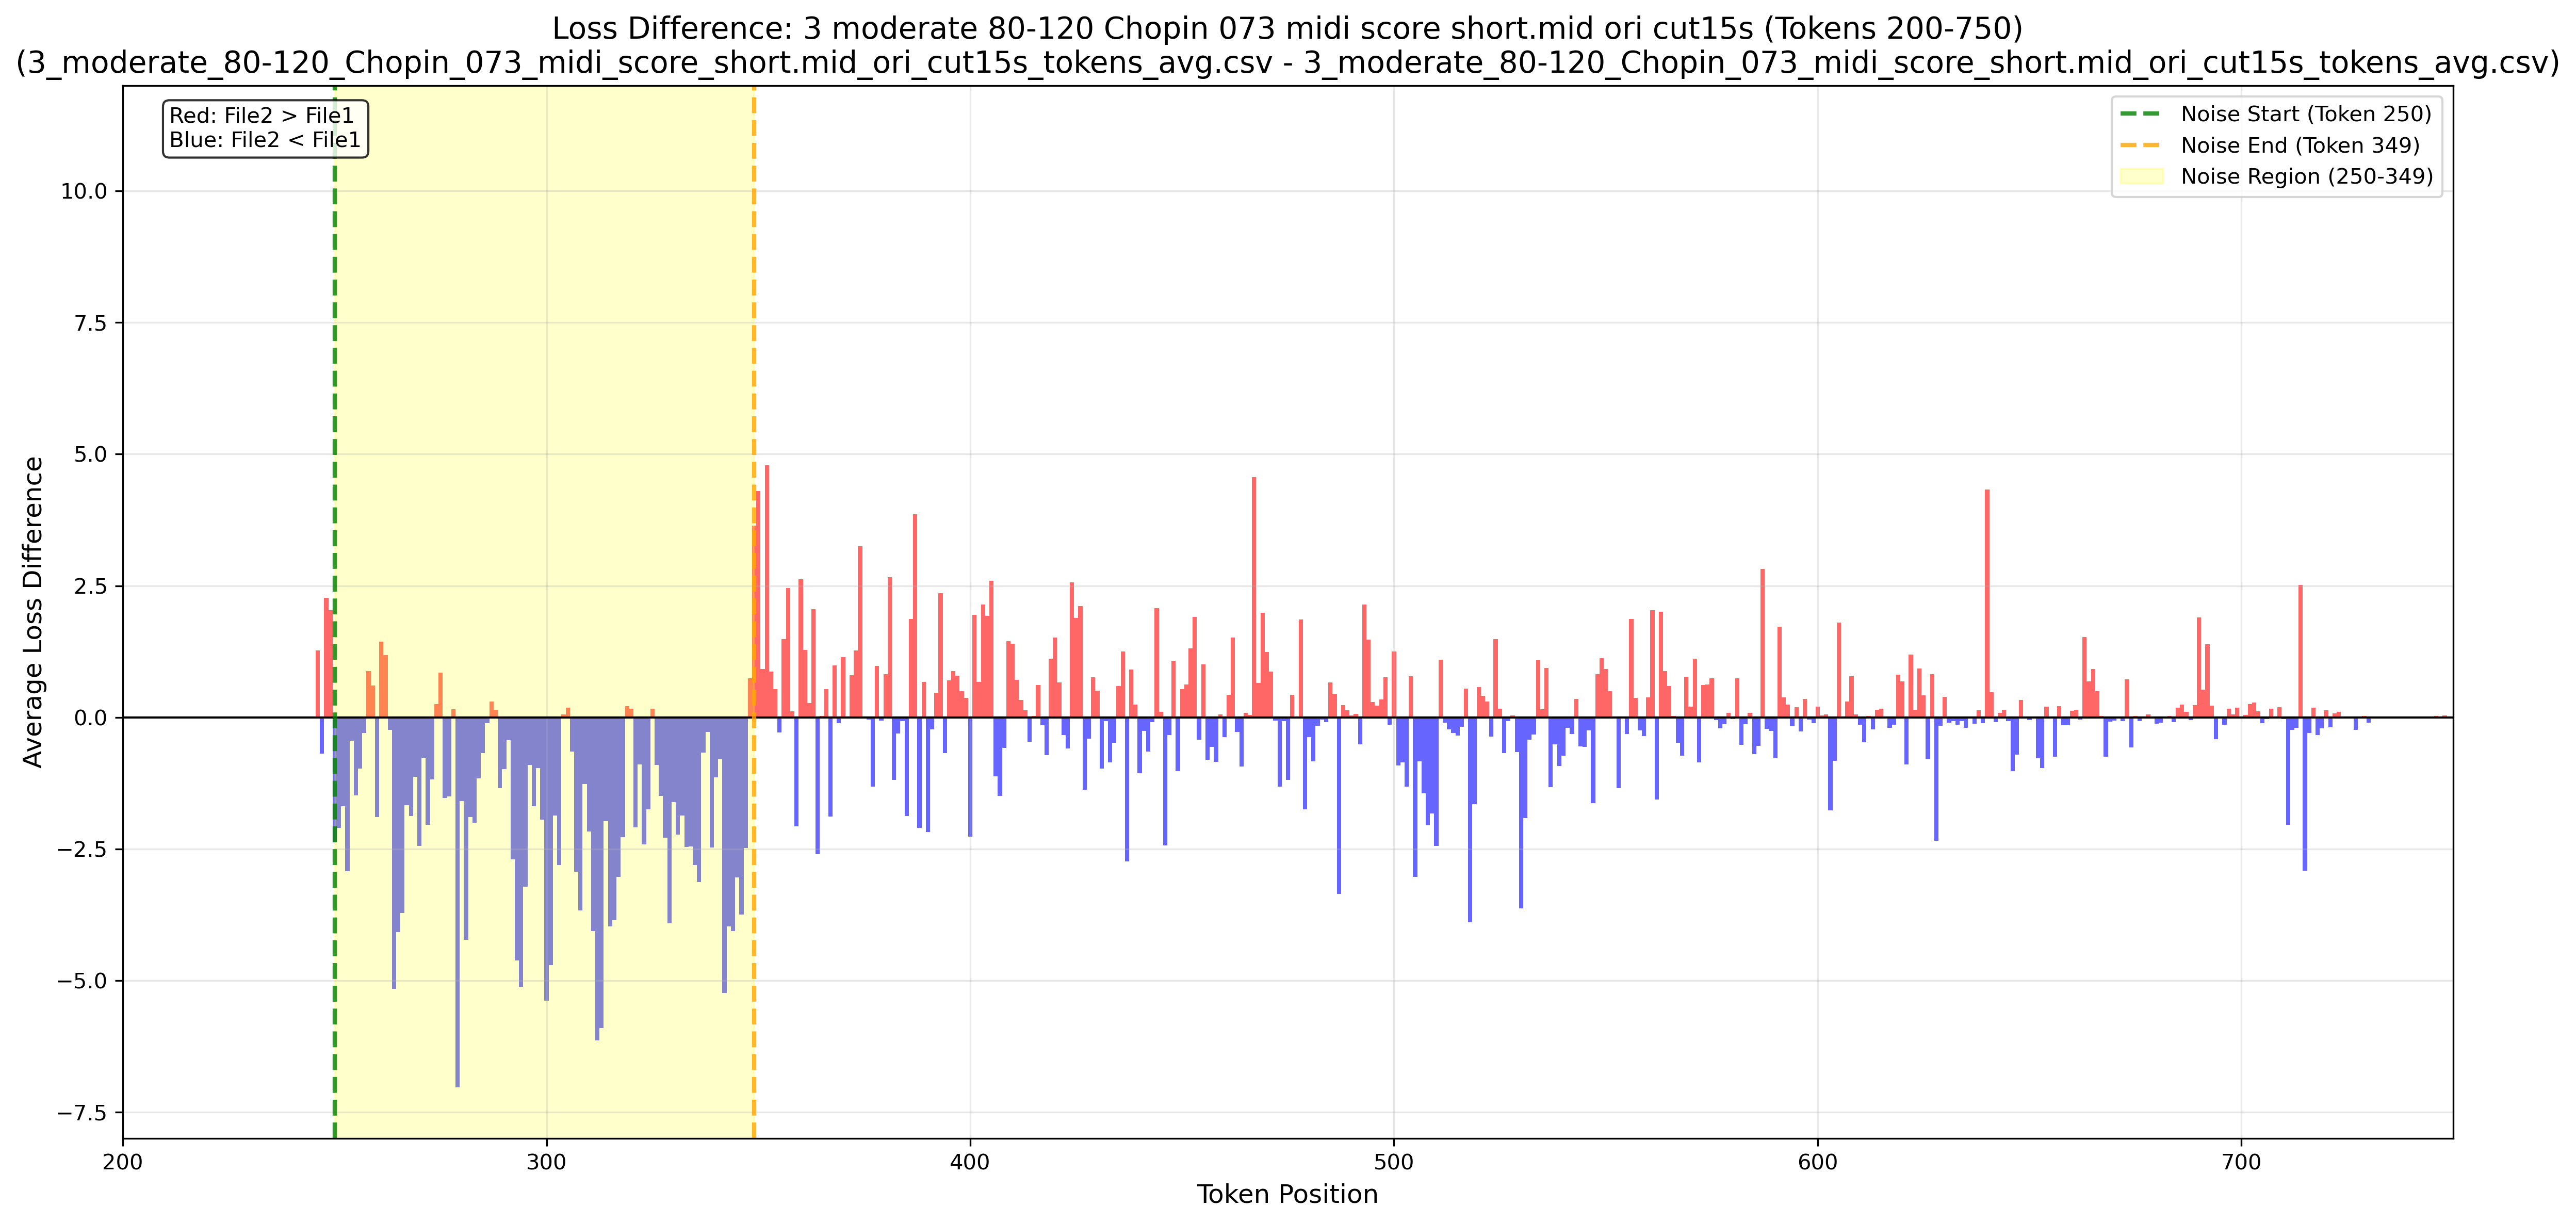 Loss Difference: 3 moderate 80-120 Chopin 073 midi score short.mid ori cut15s (Tokens 200-750)
(3_moderate_80-120_Chopin_073_midi_score_short.mid_ori_cut15s_tokens_avg.csv - 3_moderate_80-120_Chopin_073_midi_score_short.mid_ori_cut15s_tokens_avg.csv)
Red: File2 > File1
Blue: File2 < File1
Noise Start (Token 250)
Noise End (Token 349)
Noise Region (250-349)
Average Loss Difference
10.0
7.5
5.0
2.5
0.0
−2.5
−5.0
−7.5
200
300
400
500
600
700
Token Position